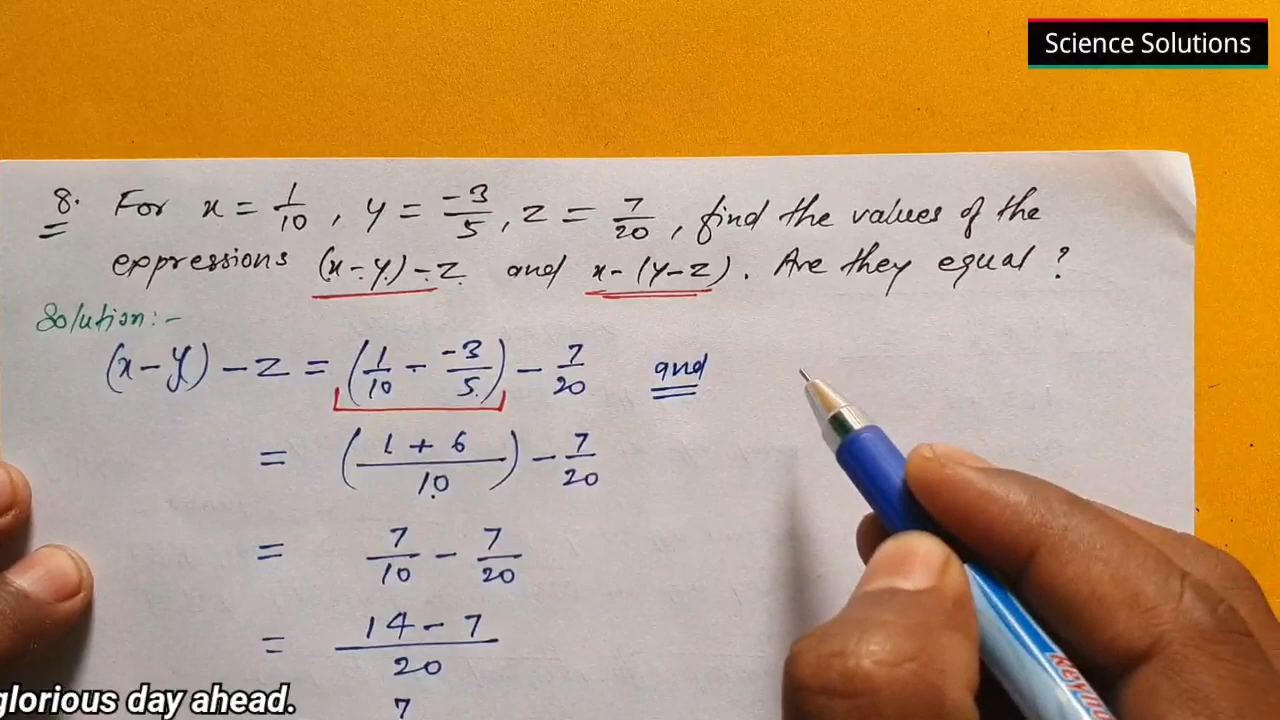 Science Solutions
8. For x = 1/10, y = -3/5, z = 7/20, find the values of the
expressions (x-y)-z and x-(y-z). Are they equal?
Solution:-
(x-y)-z = (1/10 - -3/5) - 7/20 and
= (1+6/10) - 7/20
= 7/10 - 7/20
= 14-7/20
7
glorious day ahead.